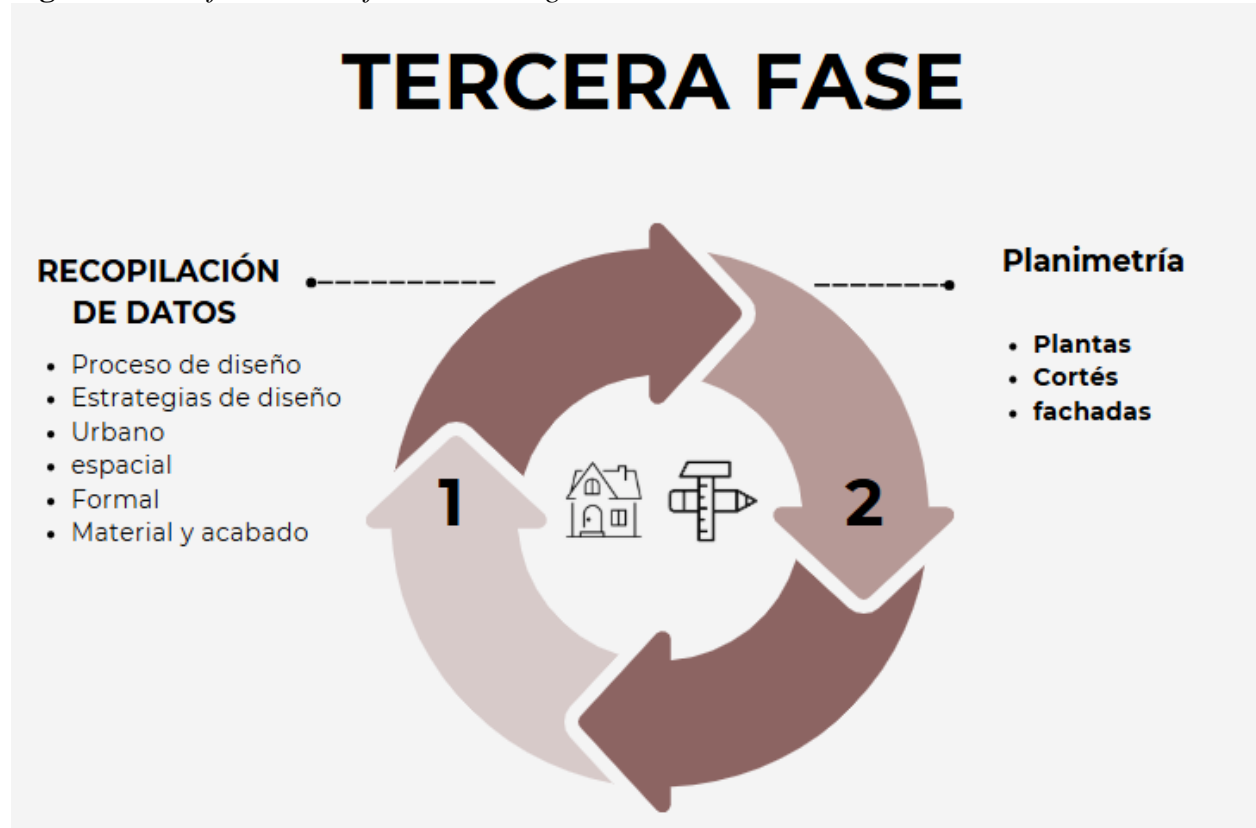 TERCERA FASE
RECOPILACIÓN
DE DATOS
• Proceso de diseño
• Estrategias de diseño
• Urbano
• espacial
• Formal
• Material y acabado
1
2
Planimetría
• Plantas
• Cortés
• fachadas